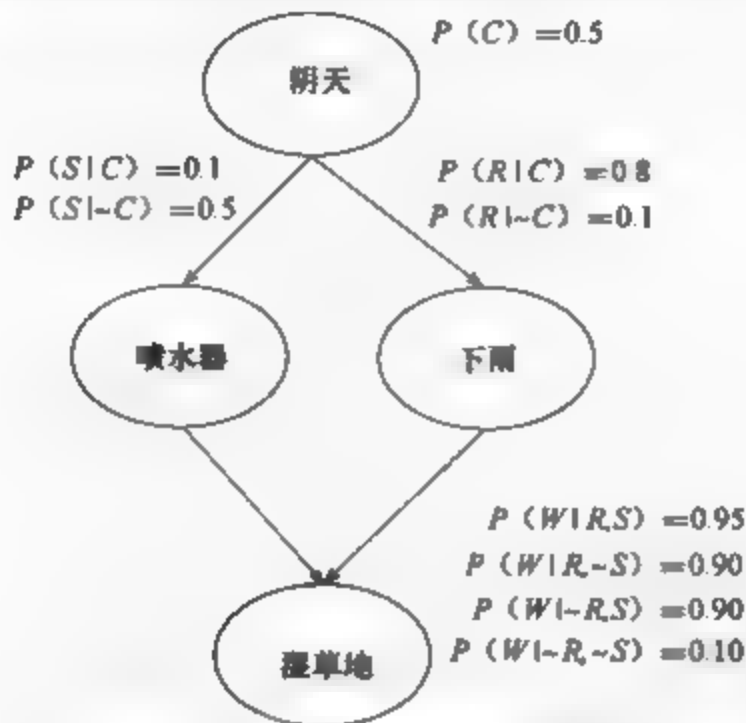 P（C）=0.5
阴天
P（S|C）=0.1
P（S|~C）=0.5
P（R|C）=0.8
P（R|~C）=0.1
喷水器
下雨
P（W|R,S）=0.95
P（W|R,~S）=0.90
P（W|~R,S）=0.90
P（W|~R,~S）=0.10
湿草地